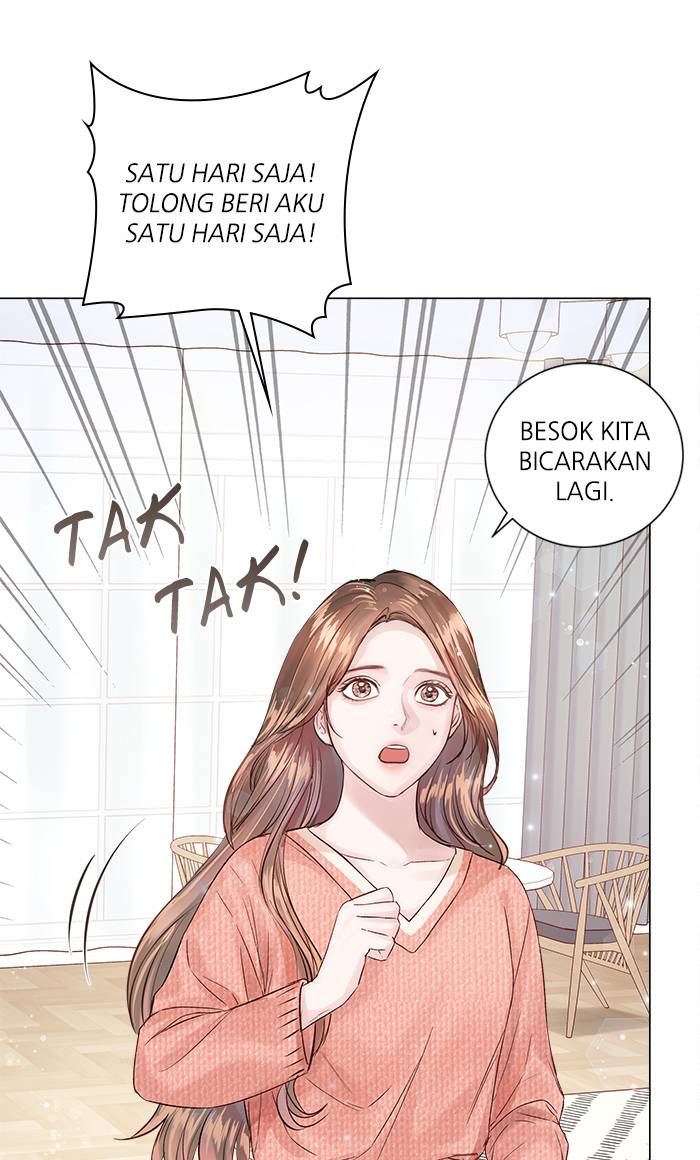 SATU HARI SAJA!
TOLONG BERI AKU
SATU HARI SAJA!
BESOK KITA
BICARAKAN
LAGI.
TAK
TAK!